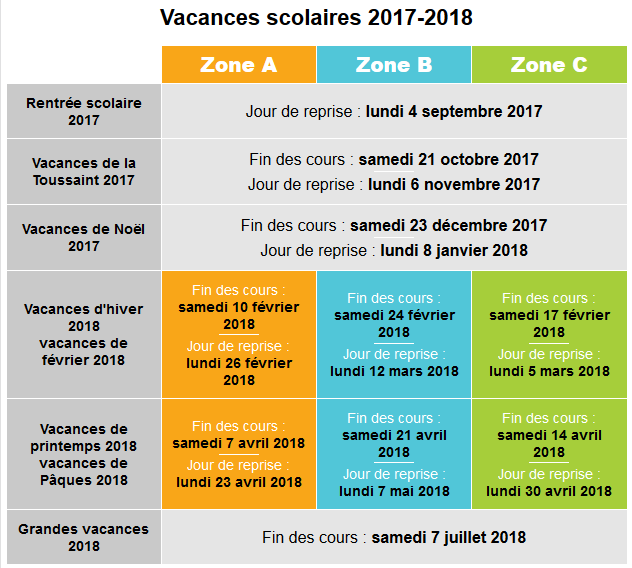 Vacances scolaires 2017-2018
Zone A
Zone B
Zone C
Rentrée scolaire
2017
Jour de reprise : lundi 4 septembre 2017
Vacances de la
Toussaint 2017
Fin des cours : samedi 21 octobre 2017
Jour de reprise : lundi 6 novembre 2017
Vacances de Noël
2017
Fin des cours : samedi 23 décembre 2017
Jour de reprise : lundi 8 janvier 2018
Vacances d'hiver
2018
vacances de
février 2018
Fin des cours :
samedi 10 février
2018
Jour de reprise :
lundi 26 février
2018
Fin des cours :
samedi 24 février
2018
Jour de reprise :
lundi 12 mars 2018
Fin des cours :
samedi 17 février
2018
Jour de reprise :
lundi 5 mars 2018
Vacances de
printemps 2018
vacances de
Pâques 2018
Fin des cours :
samedi 7 avril 2018
Jour de reprise :
lundi 23 avril 2018
Fin des cours :
samedi 21 avril
2018
Jour de reprise :
lundi 7 mai 2018
Fin des cours :
samedi 14 avril
2018
Jour de reprise :
lundi 30 avril 2018
Grandes vacances
2018
Fin des cours : samedi 7 juillet 2018